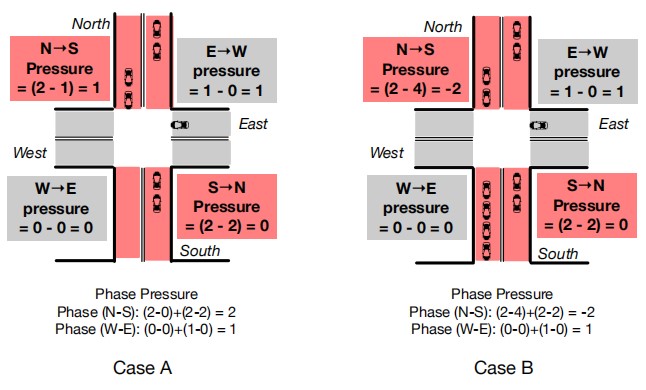 North
N→S
Pressure
= (2 - 1) = 1
E→W
pressure
= 1 - 0 = 1
East
West
W→E
pressure
= 0 - 0 = 0
S→N
Pressure
= (2 - 2) = 0
South
Phase Pressure
Phase (N-S): (2-0)+(2-2) = 2
Phase (W-E): (0-0)+(1-0) = 1
Case A
North
N→S
Pressure
= (2 - 4) = -2
E→W
pressure
= 1 - 0 = 1
East
West
W→E
pressure
= 0 - 0 = 0
S→N
Pressure
= (2 - 2) = 0
South
Phase Pressure
Phase (N-S): (2-4)+(2-2) = -2
Phase (W-E): (0-0)+(1-0) = 1
Case B